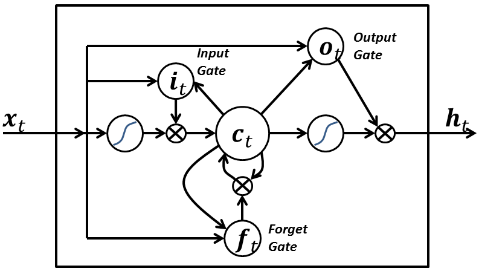 Input
Gate
Output
Gate
o_t
i_t
x_t
c_t
h_t
f_t
Forget
Gate